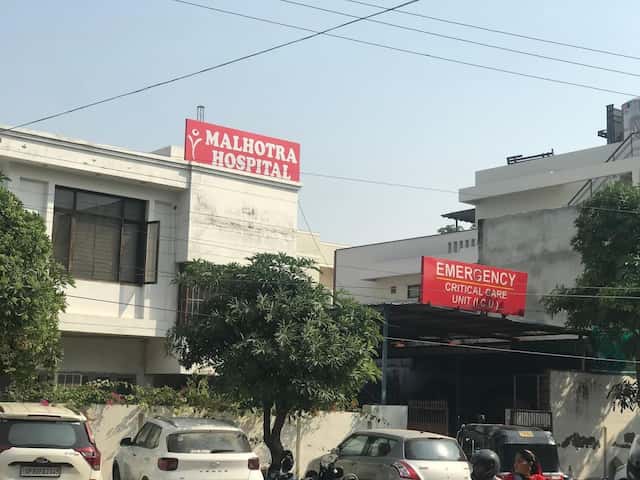 MALHOTRA
HOSPITAL
EMERGENCY
CRITICAL CARE
UNIT (I.C.U.)